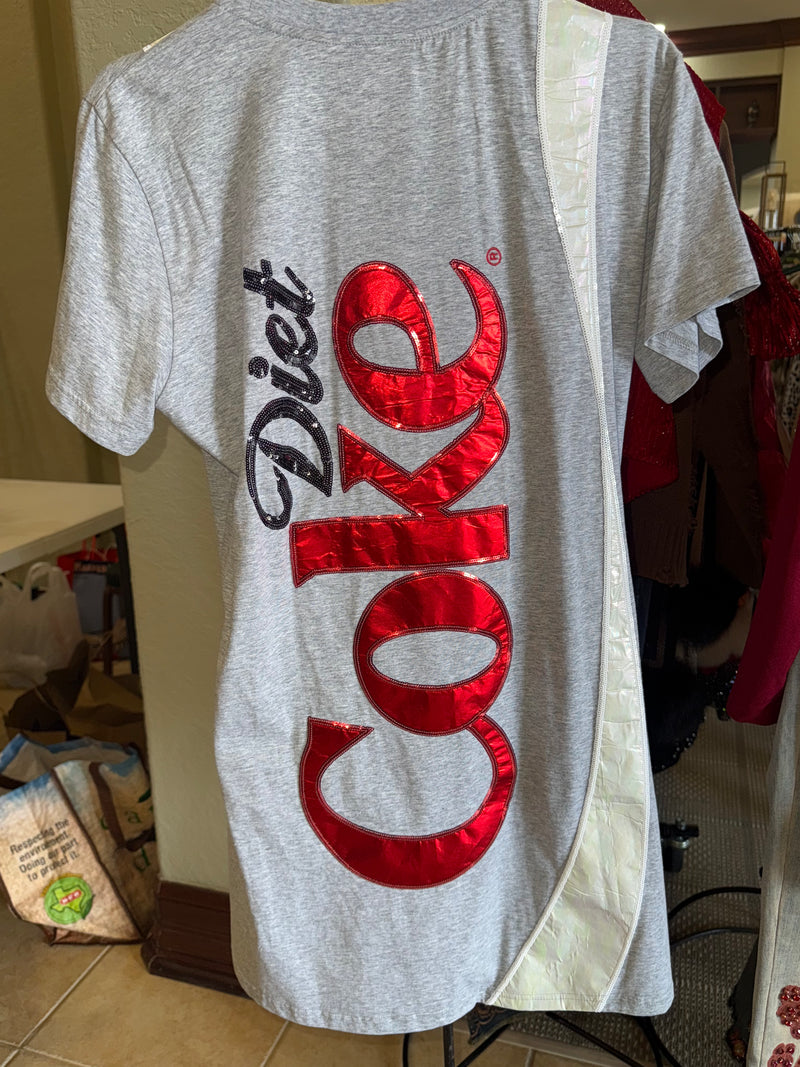 Diet
Coke®
Respecting the
environment.
Doing our part
to protect it.